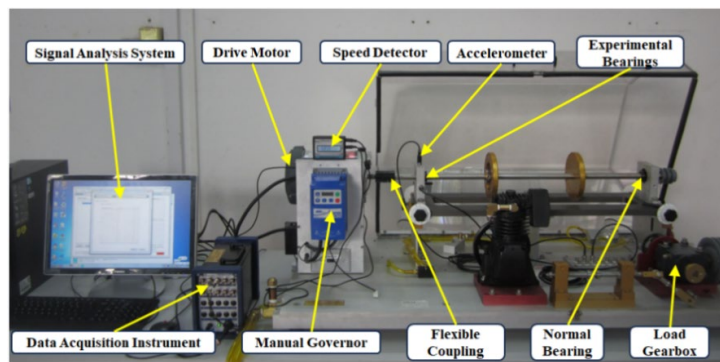 Signal Analysis System
Drive Motor
Speed Detector
Accelerometer
Experimental
Bearings
Data Acquisition Instrument
Manual Governor
Flexible
Coupling
Normal
Bearing
Load
Gearbox